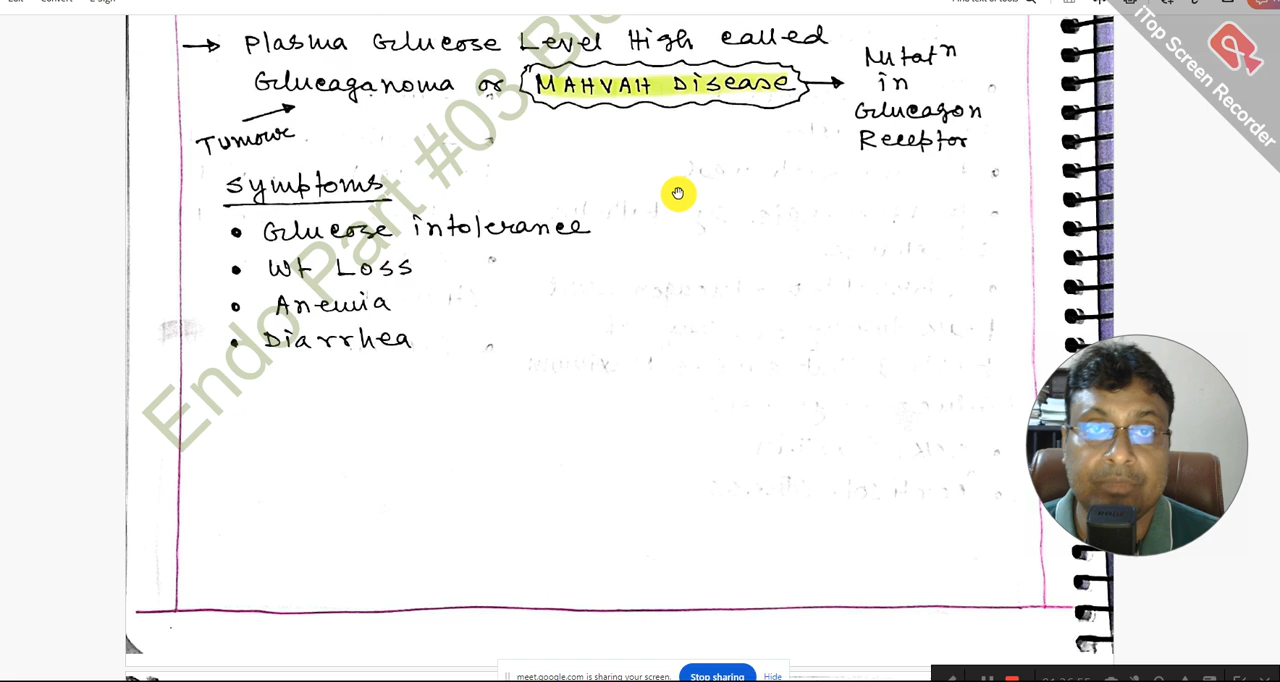 → Plasma Glucose Level High called
Glucaganoma or MAHVAH Disease → Mutatⁿ
in
Glucagon
Receptor
Tumour
Symptoms
• Glucose intolerance
• Wt Loss
• Anemia
• Diarrhea
Endo Part #03
iTop Screen Recorder
meet.google.com is sharing your screen.
Stop sharing
Hide